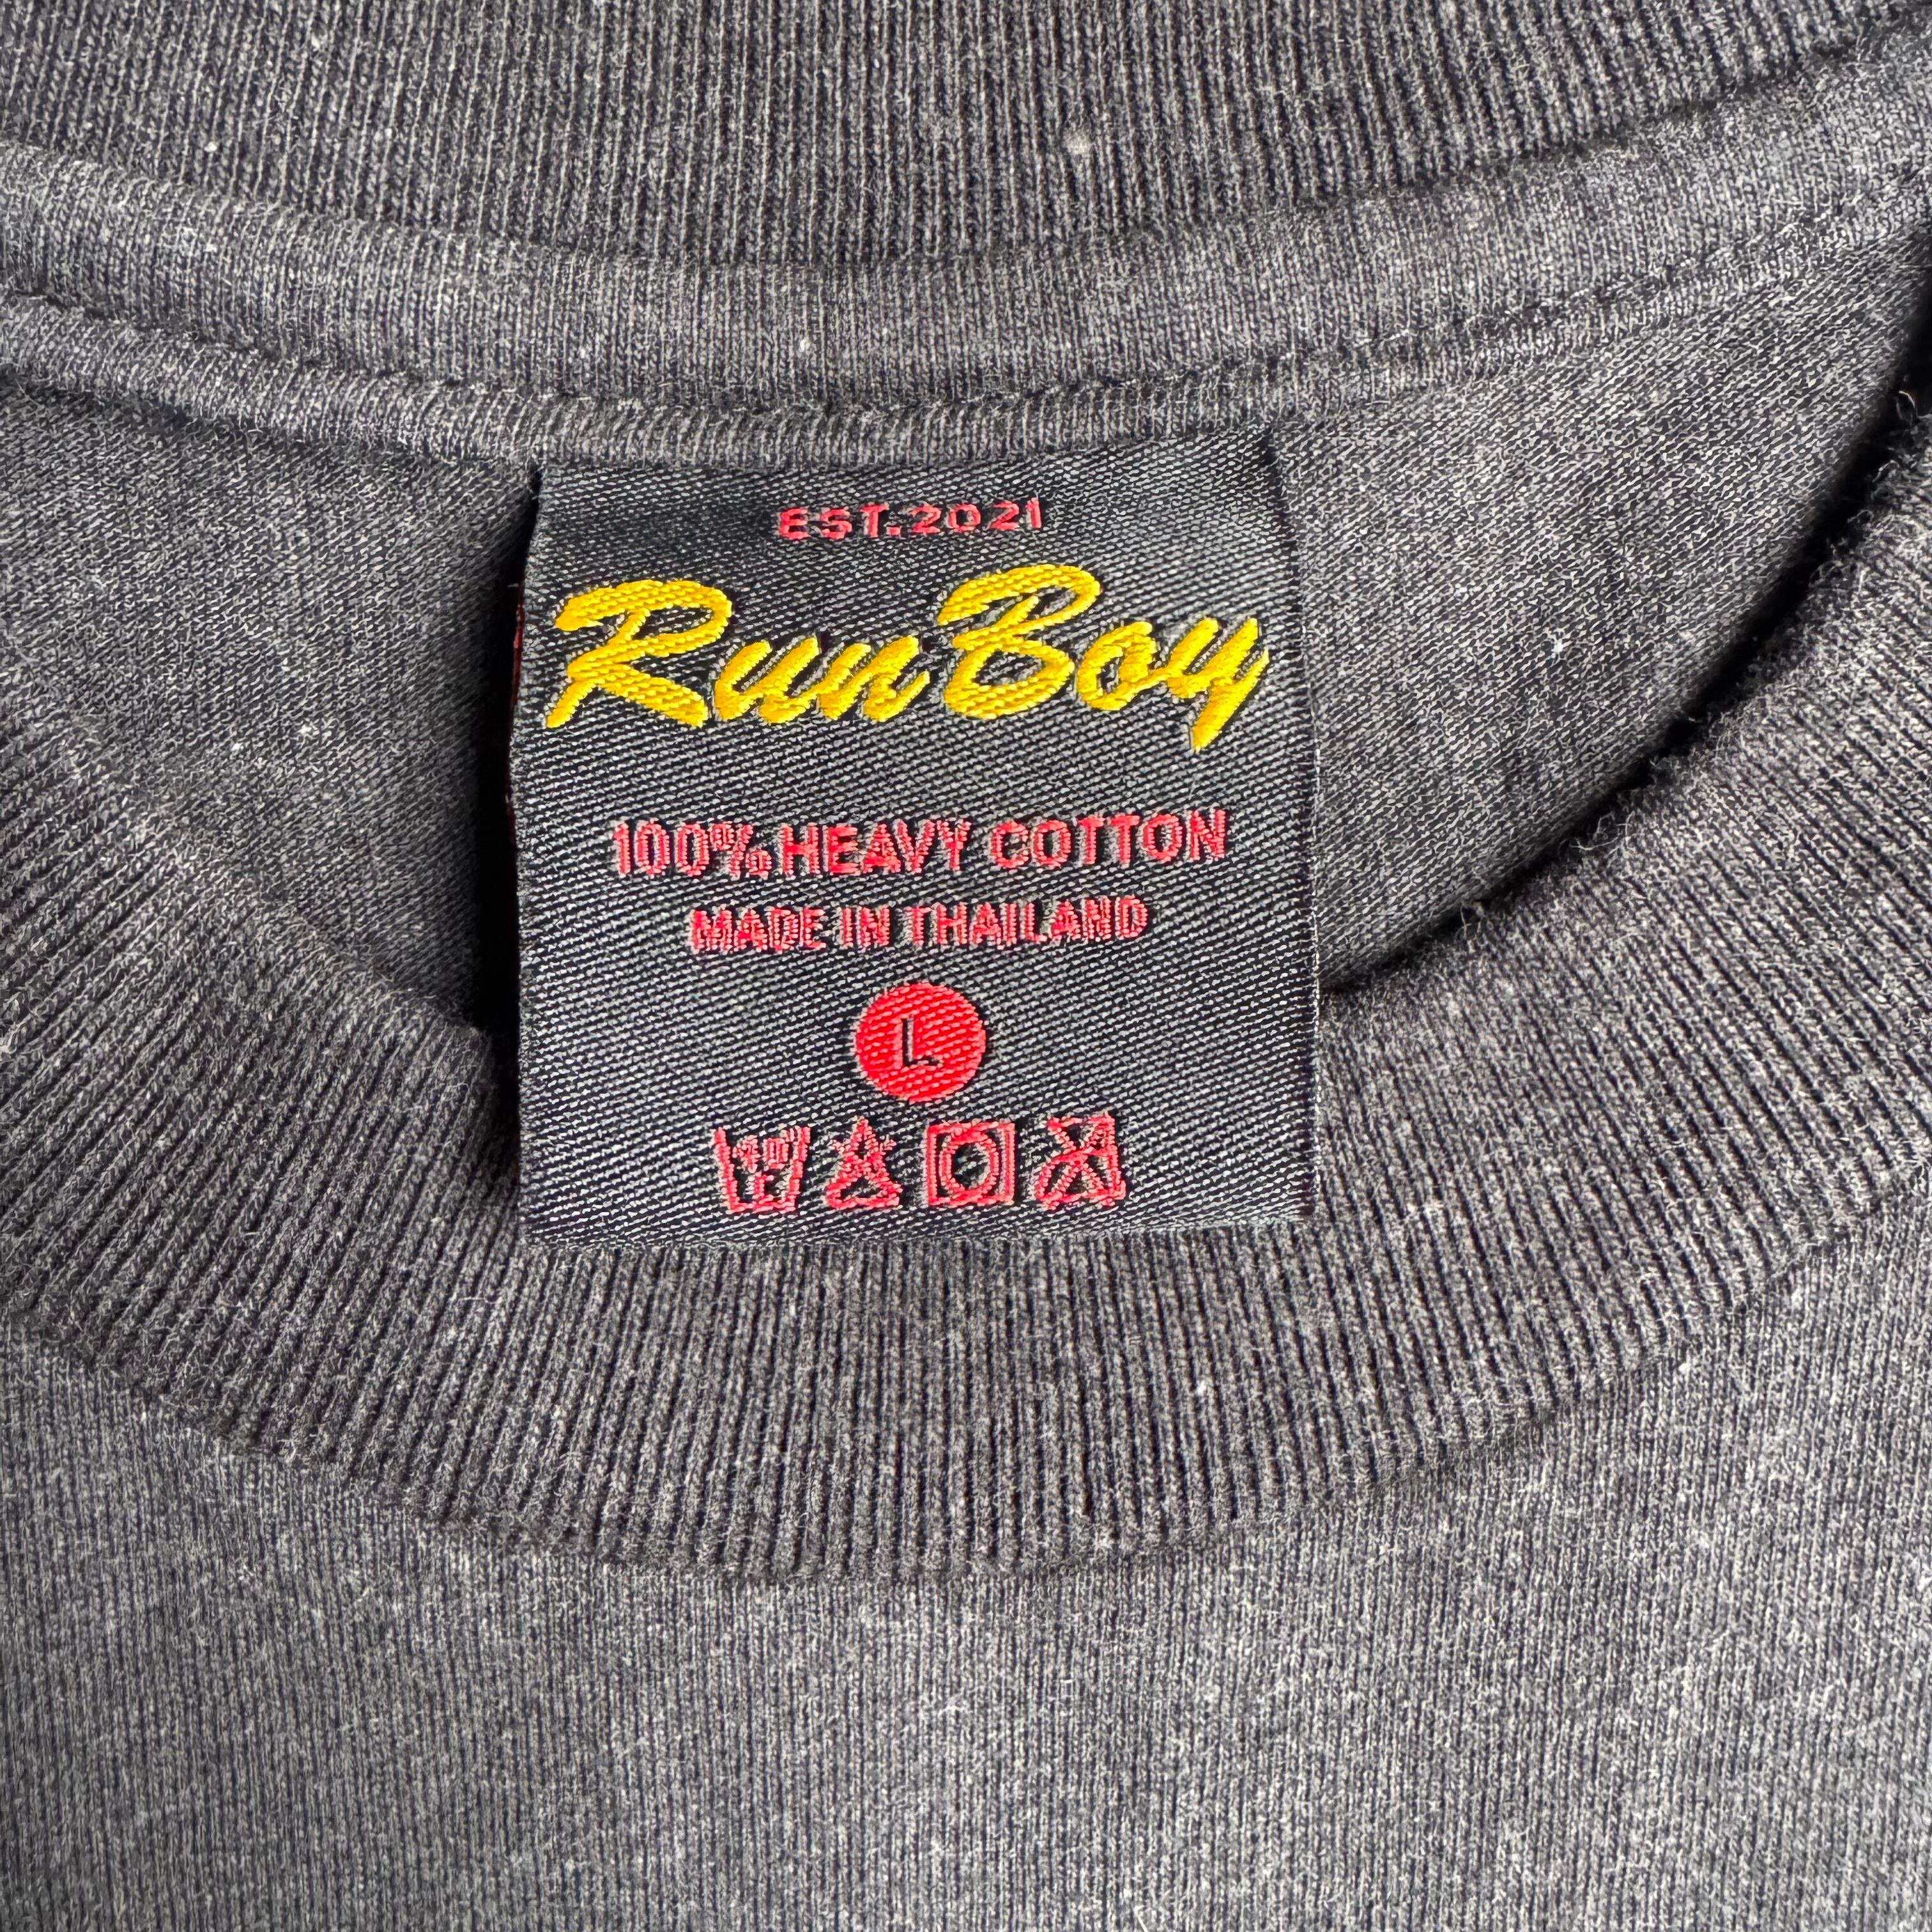 EST.2021
RunBoy
100% HEAVY COTTON
MADE IN THAILAND
L